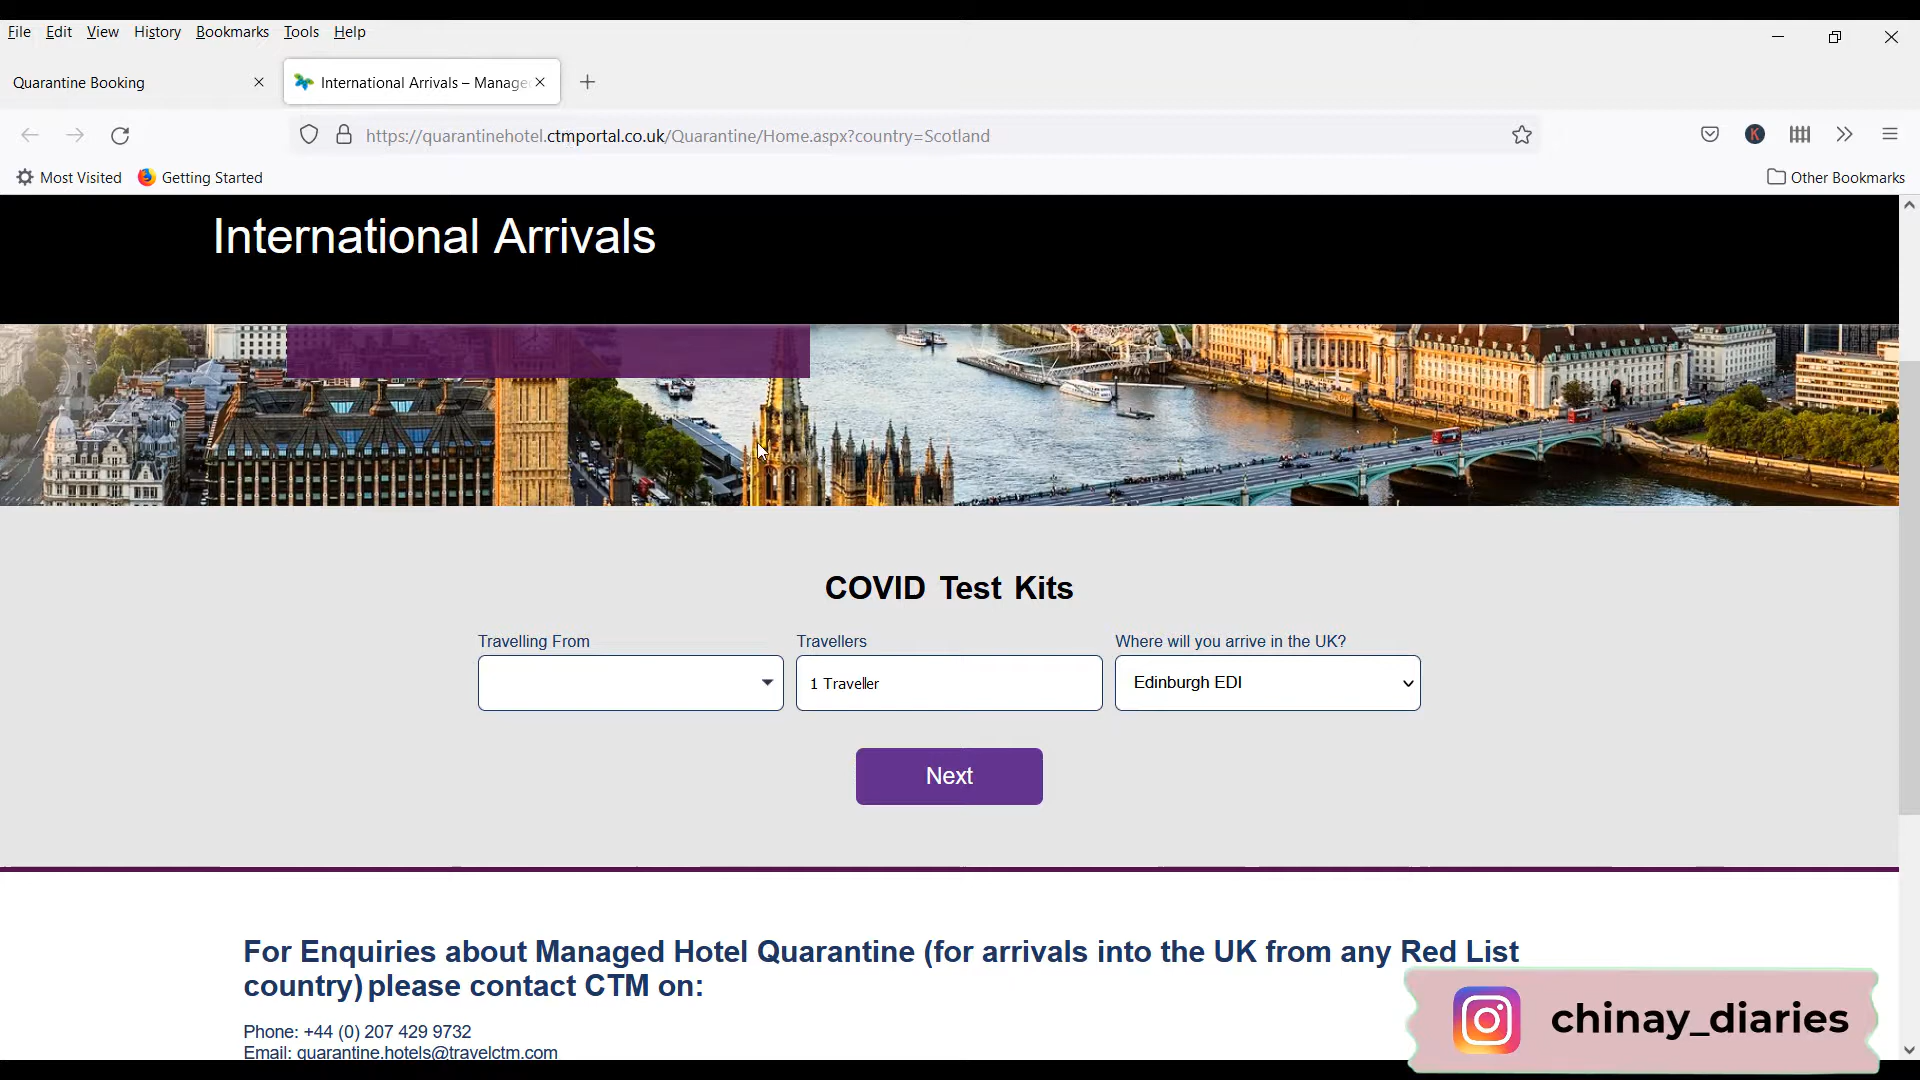 File Edit View History Bookmarks Tools Help
Quarantine Booking
International Arrivals – Manage
https://quarantinehotel.ctmportal.co.uk/Quarantine/Home.aspx?country=Scotland
K
Most Visited
Getting Started
Other Bookmarks
International Arrivals
COVID Test Kits
Travelling From
Travellers
Where will you arrive in the UK?
1 Traveller
Edinburgh EDI
Next
For Enquiries about Managed Hotel Quarantine (for arrivals into the UK from any Red List
country) please contact CTM on:
Phone: +44 (0) 207 429 9732
Email: quarantine.hotels@travelctm.com
chinay_diaries